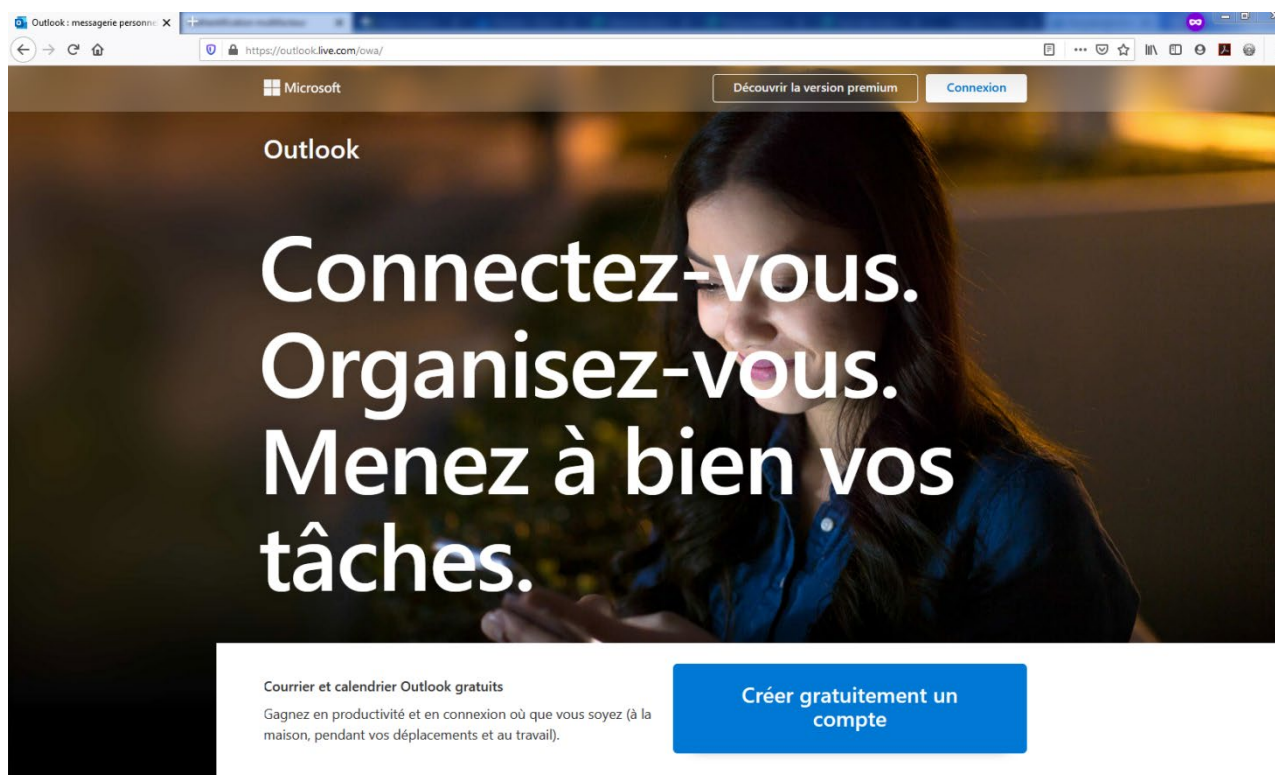 Outlook : messagerie personne
https://outlook.live.com/owa/
Microsoft
Découvrir la version premium
Connexion
Outlook
Connectez-vous.
Organisez-vous.
Menez à bien vos
tâches.
Courrier et calendrier Outlook gratuits
Gagnez en productivité et en connexion où que vous soyez (à la
maison, pendant vos déplacements et au travail).
Créer gratuitement un
compte